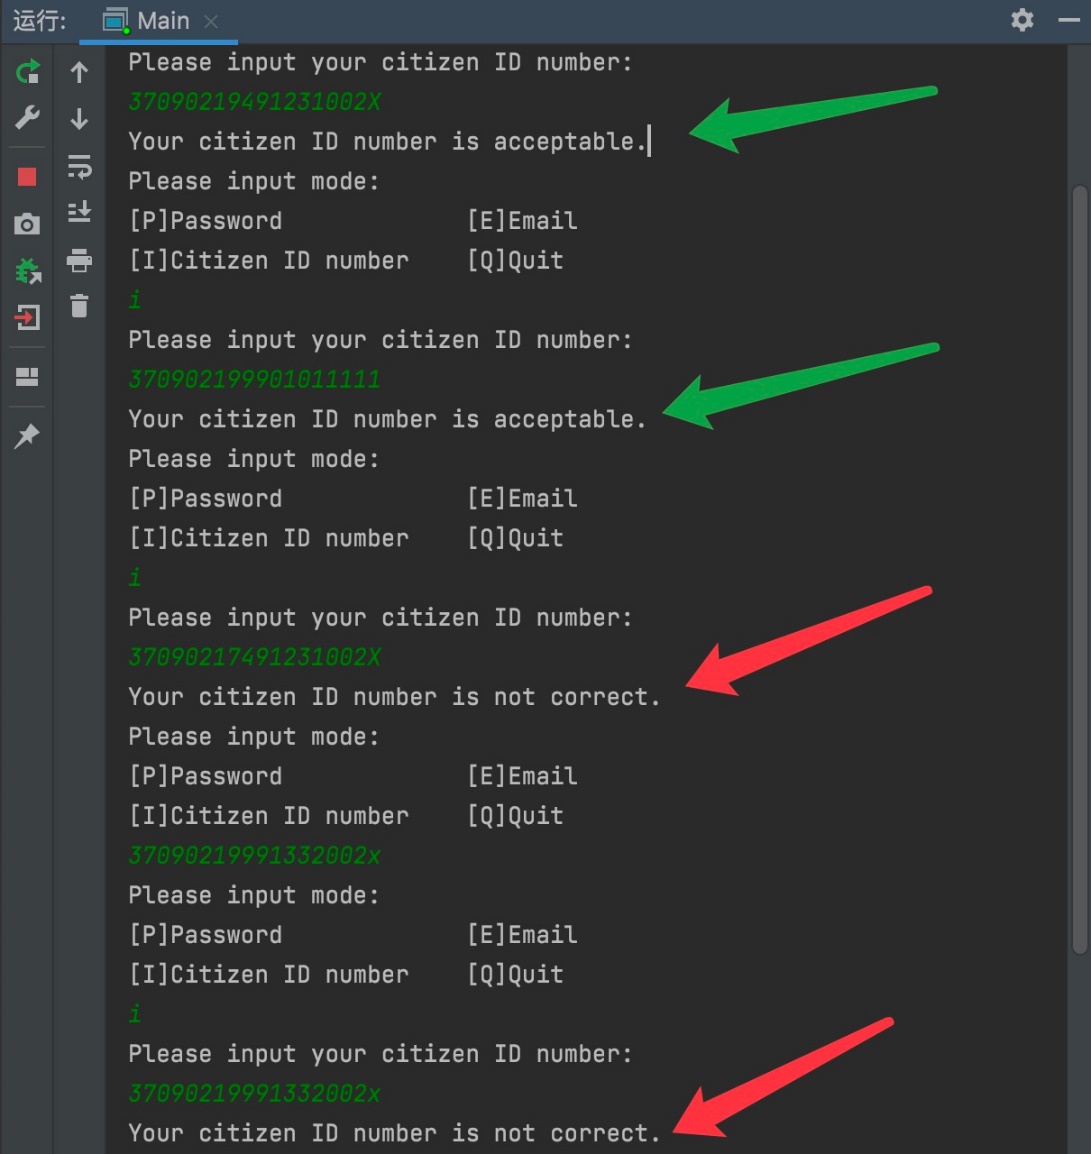 运行: Main
Please input your citizen ID number:
37090219491231002X
Your citizen ID number is acceptable.
Please input mode:
[P]Password [E]Email
[I]Citizen ID number [Q]Quit
i
Please input your citizen ID number:
370902199901011111
Your citizen ID number is acceptable.
Please input mode:
[P]Password [E]Email
[I]Citizen ID number [Q]Quit
i
Please input your citizen ID number:
37090217491231002X
Your citizen ID number is not correct.
Please input mode:
[P]Password [E]Email
[I]Citizen ID number [Q]Quit
37090219991332002x
Please input mode:
[P]Password [E]Email
[I]Citizen ID number [Q]Quit
i
Please input your citizen ID number:
37090219991332002x
Your citizen ID number is not correct.